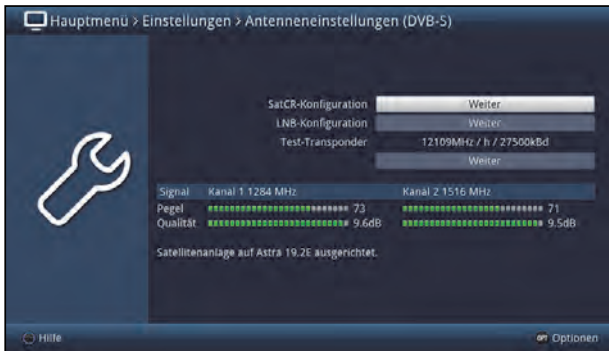 Hauptmenü > Einstellungen > Antenneneinstellungen (DVB-S)
SatCR-Konfiguration Weiter
LNB-Konfiguration Weiter
Test-Transponder 12109MHz / h / 27500kBd
Weiter
Signal Kanal 1 1284 MHz Kanal 2 1516 MHz
Pegel 73 71
Qualität 9.6dB 9.5dB
Satellitenanlage auf Astra 19.2E ausgerichtet.
Hilfe OPT Optionen